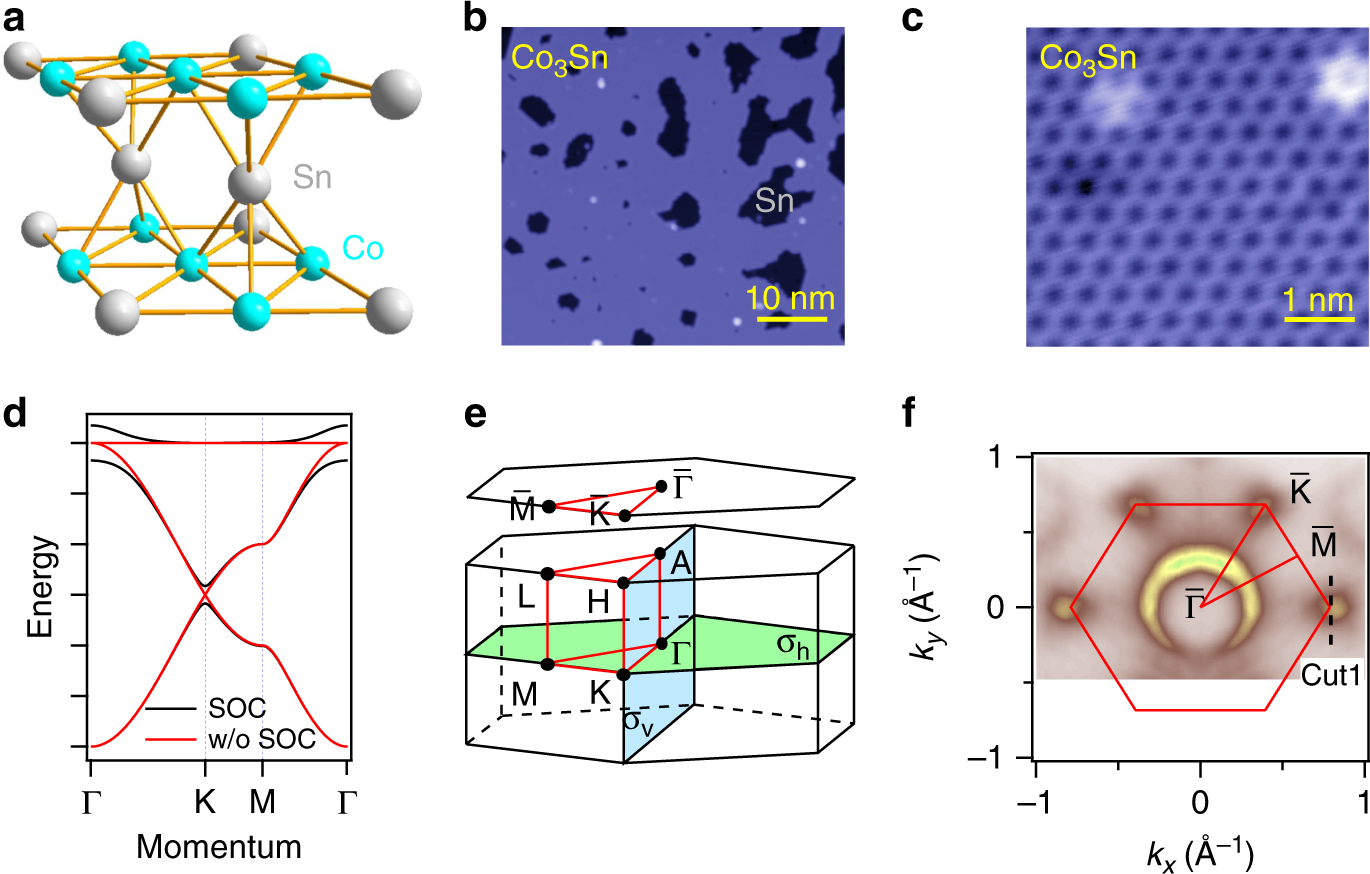 a
Sn
Co
b
Co3Sn
Sn
10 nm
c
Co3Sn
1 nm
d
Energy
SOC
w/o SOC
Γ K M Γ
Momentum
e
M̅ K̅ Γ̅
L H A
M K Γ
σh
σv
f
1
0
−1
ky (Å−1)
K̅
M̅
Γ̅
Cut1
−1 0 1
kx (Å−1)